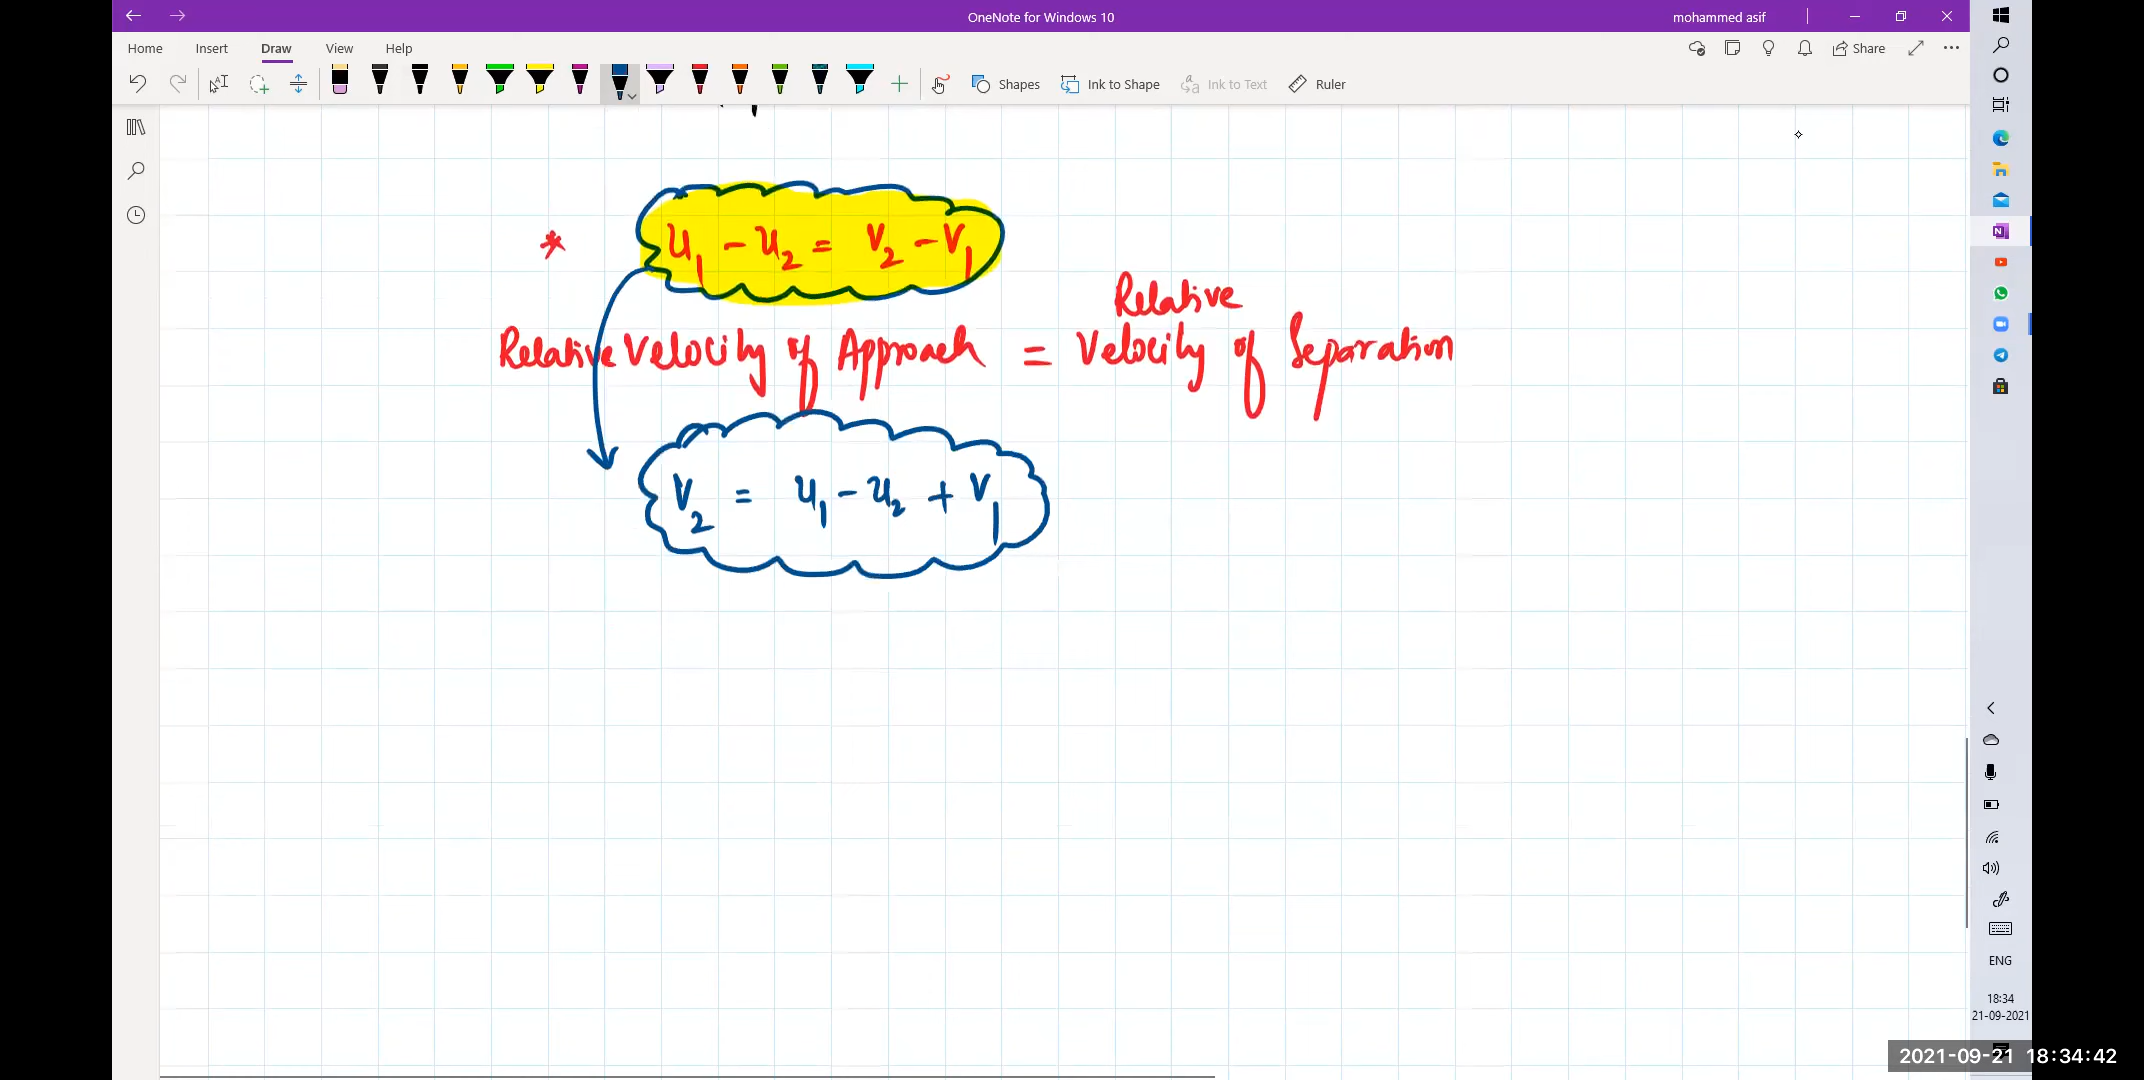 OneNote for Windows 10
mohammed asif
Home Insert Draw View Help
Share
Shapes Ink to Shape Ink to Text Ruler
* u₁ - u₂ = v₂ - v₁
Relative Velocity of Approach = Relative Velocity of Separation
v₂ = u₁ - u₂ + v₁
ENG
18:34
21-09-2021
2021-09-21 18:34:42